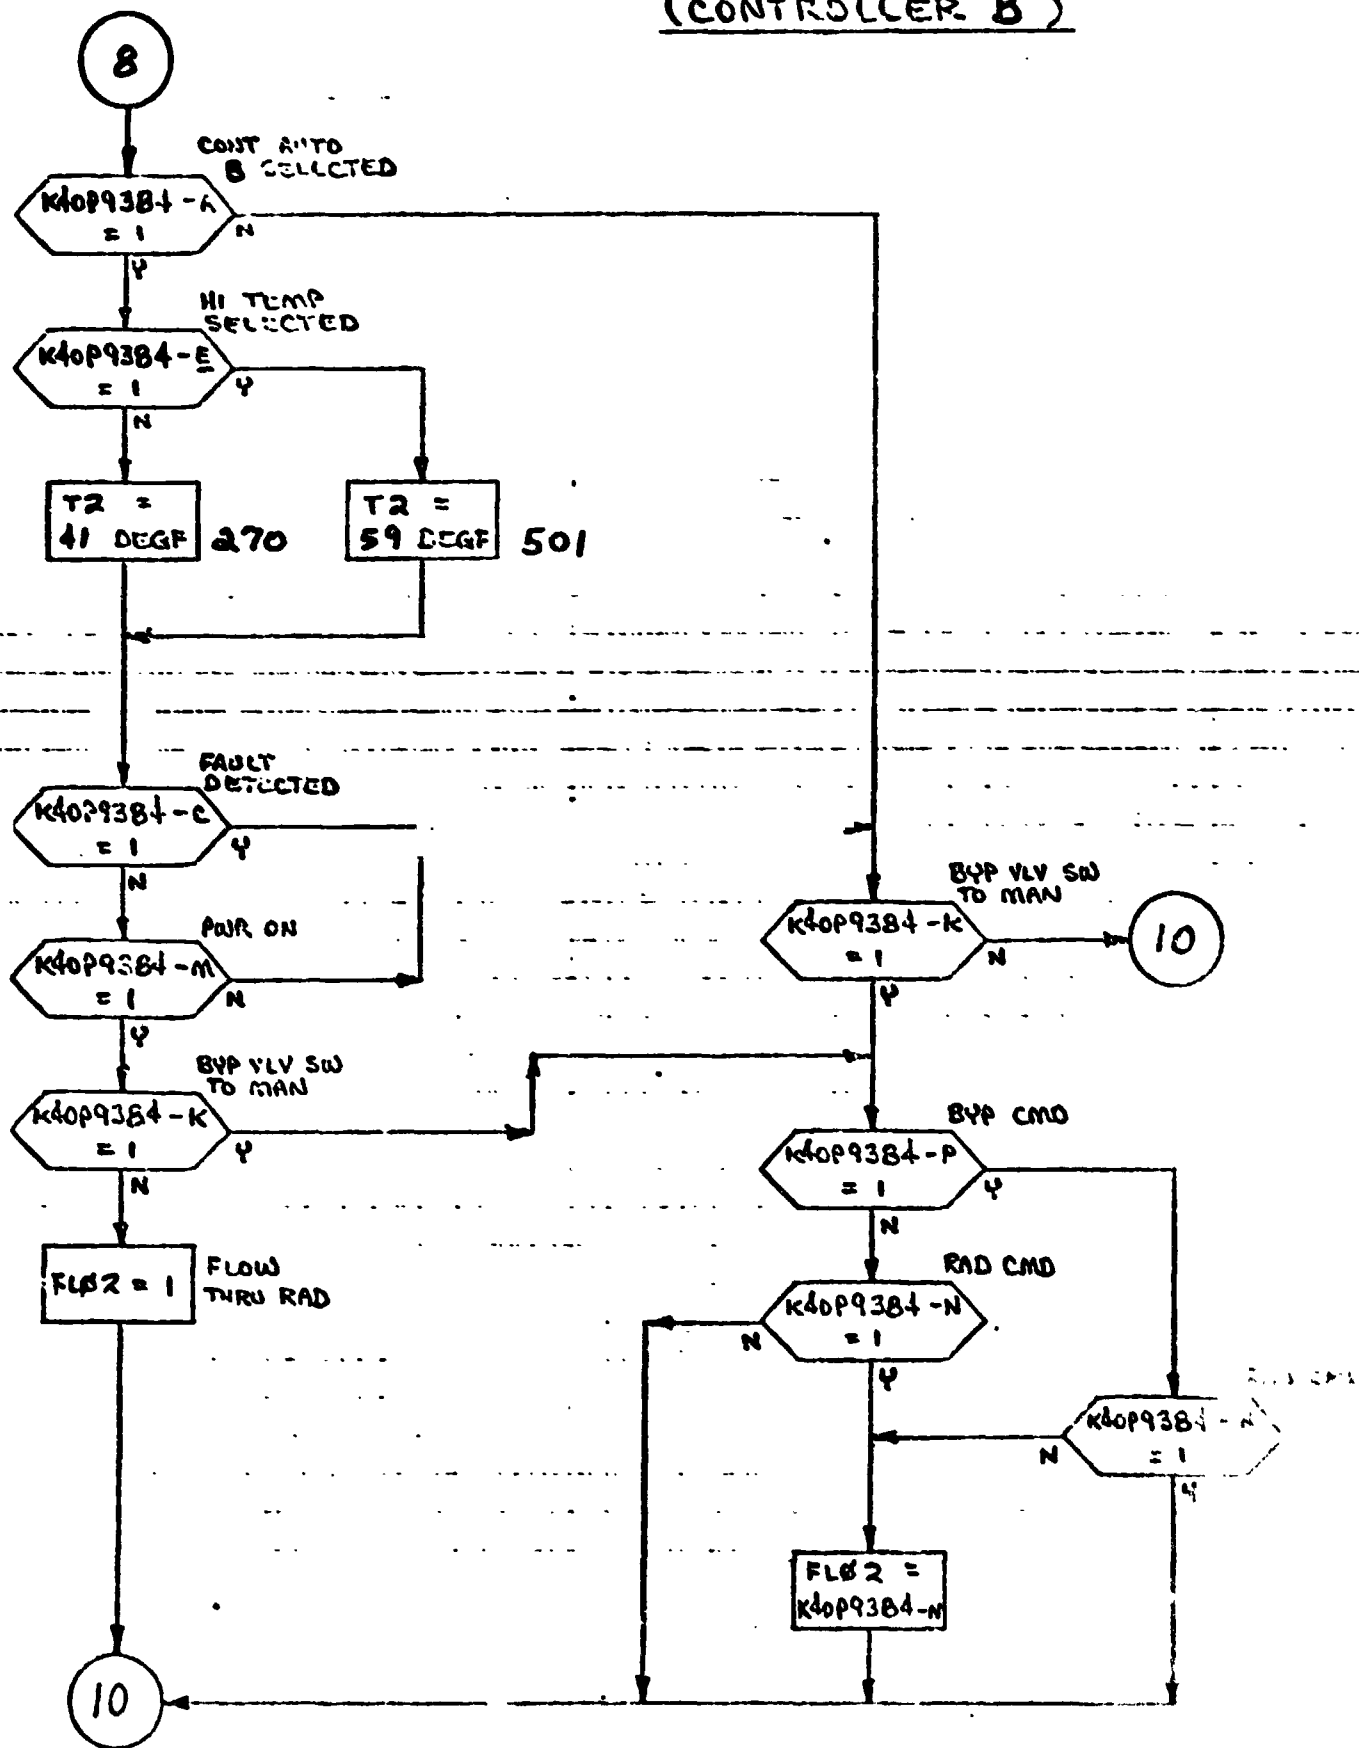 (CONTROLLER B)
8
CONT AUTO
B SELECTED
K40P9384-A
= 1
N
Y
HI TEMP
SELECTED
K40P9384-E
= 1
Y
N
T2 =
41 DEGF
270
T2 =
59 DEGF
501
FAULT
DETECTED
K40P9384-C
= 1
Y
N
PWR ON
K40P9384-M
= 1
N
Y
BYP VLV SW
TO MAN
K40P9384-K
= 1
Y
N
FLØ2 = 1
FLOW
THRU RAD
10
BYP VLV SW
TO MAN
K40P9384-K
= 1
N
Y
10
BYP CMD
K40P9384-P
= 1
Y
N
RAD CMD
K40P9384-N
= 1
N
Y
K40P9384-N
= 1
N
Y
FLØ2 =
K40P9384-N